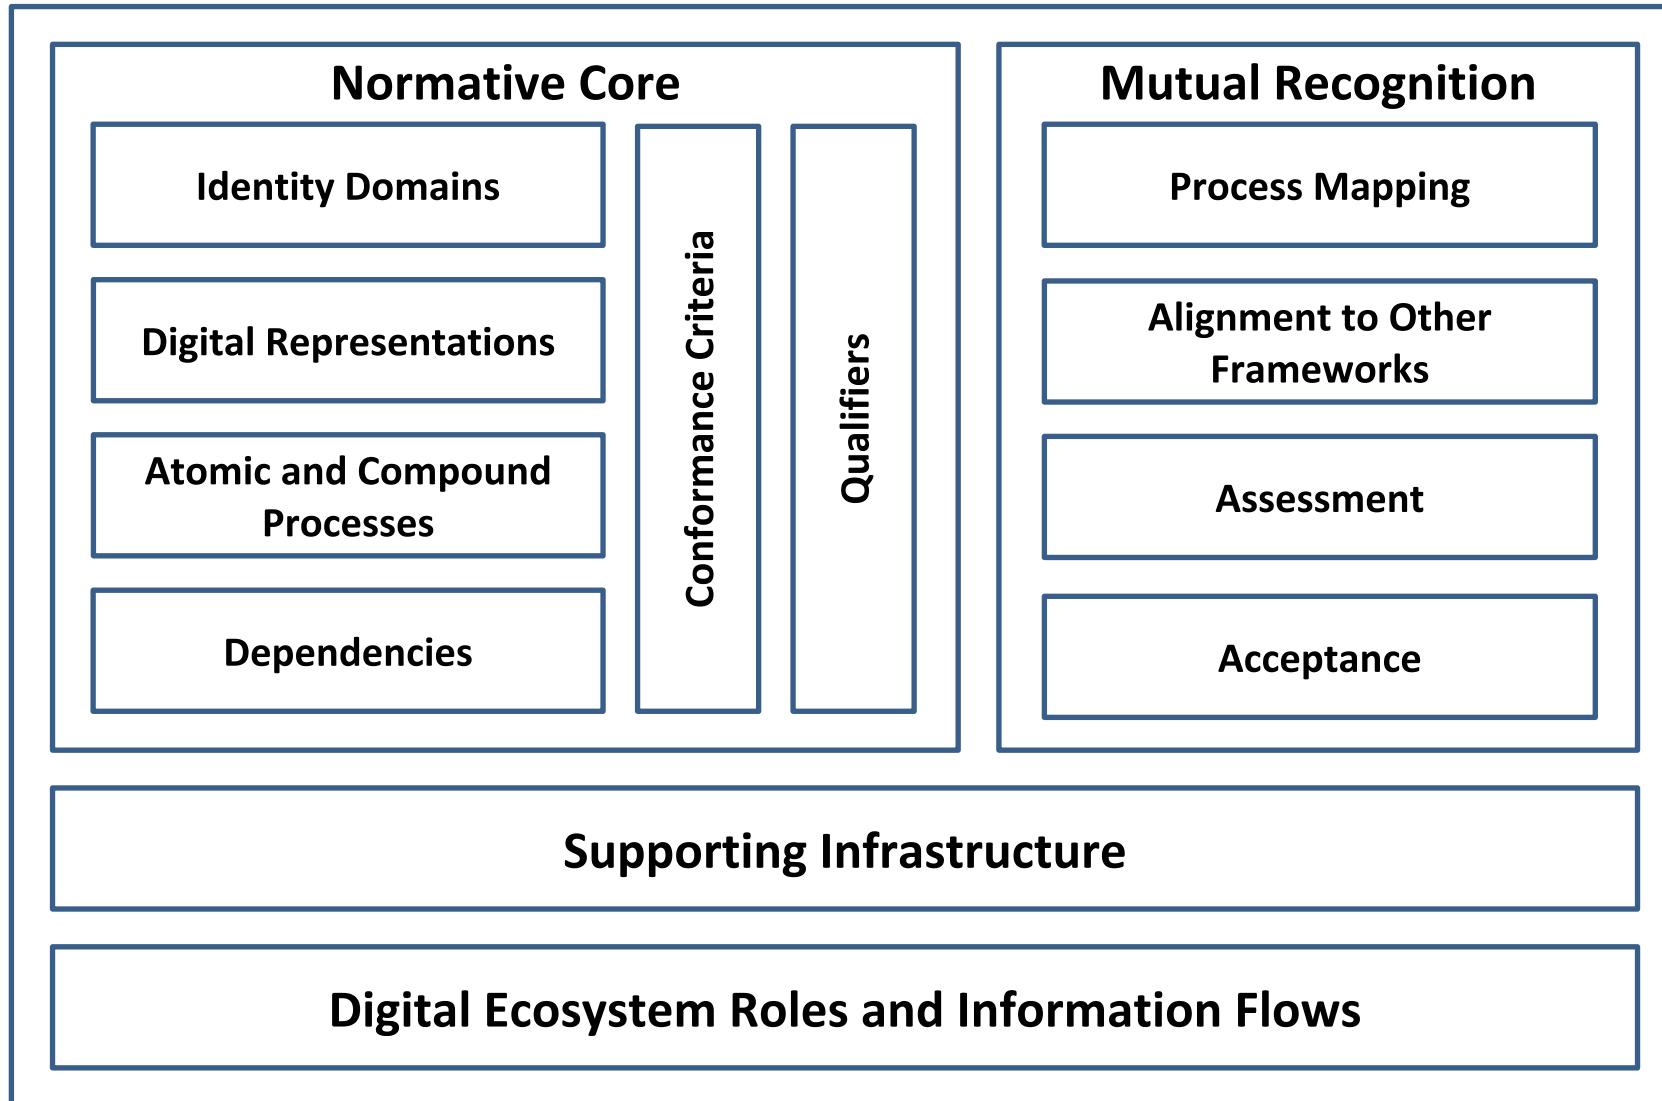 Normative Core
Identity Domains
Digital Representations
Atomic and Compound
Processes
Dependencies
Conformance Criteria
Qualifiers
Mutual Recognition
Process Mapping
Alignment to Other
Frameworks
Assessment
Acceptance
Supporting Infrastructure
Digital Ecosystem Roles and Information Flows